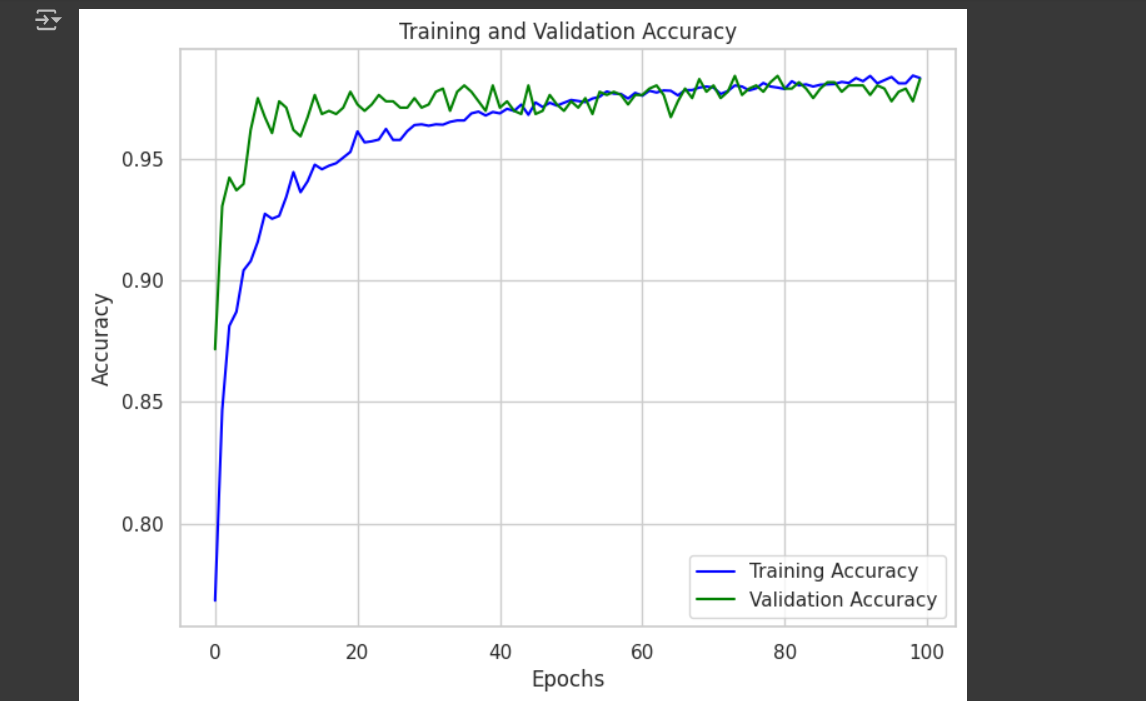 Training and Validation Accuracy
Accuracy
0.95
0.90
0.85
0.80
0
20
40
60
80
100
Epochs
Training Accuracy
Validation Accuracy